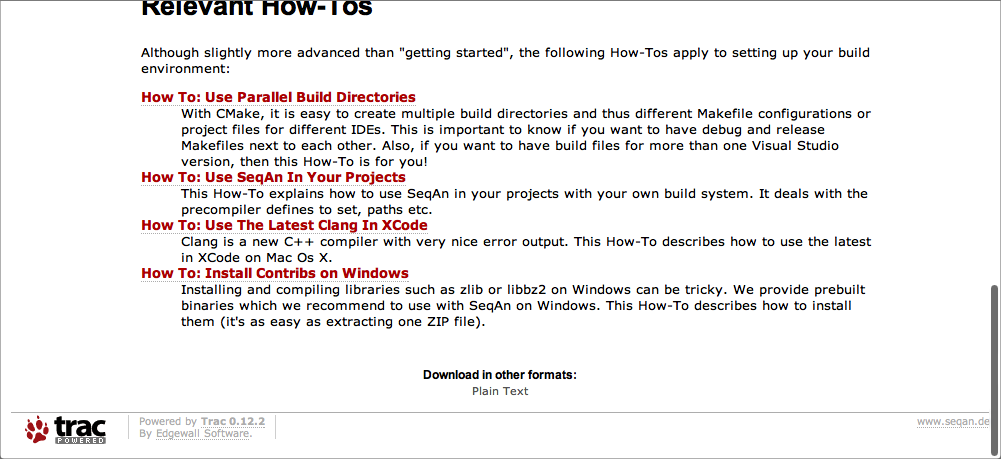 Relevant How-Tos
Although slightly more advanced than "getting started", the following How-Tos apply to setting up your build
environment:
How To: Use Parallel Build Directories
With CMake, it is easy to create multiple build directories and thus different Makefile configurations or
project files for different IDEs. This is important to know if you want to have debug and release
Makefiles next to each other. Also, if you want to have build files for more than one Visual Studio
version, then this How-To is for you!
How To: Use SeqAn In Your Projects
This How-To explains how to use SeqAn in your projects with your own build system. It deals with the
precompiler defines to set, paths etc.
How To: Use The Latest Clang In XCode
Clang is a new C++ compiler with very nice error output. This How-To describes how to use the latest
in XCode on Mac Os X.
How To: Install Contribs on Windows
Installing and compiling libraries such as zlib or libbz2 on Windows can be tricky. We provide prebuilt
binaries which we recommend to use with SeqAn on Windows. This How-To describes how to install
them (it's as easy as extracting one ZIP file).
Download in other formats:
Plain Text
trac
POWERED
Powered by Trac 0.12.2
By Edgewall Software.
www.seqan.de